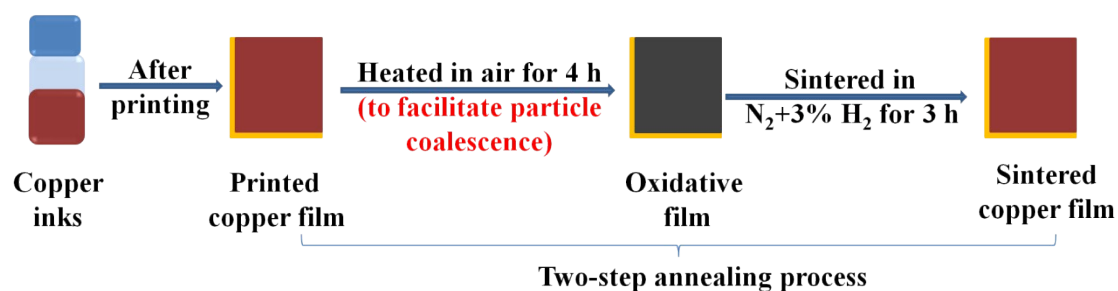 After
printing
Heated in air for 4 h
(to facilitate particle
coalescence)
Sintered in
N₂+3% H₂ for 3 h
Copper
inks
Printed
copper film
Oxidative
film
Sintered
copper film
Two-step annealing process